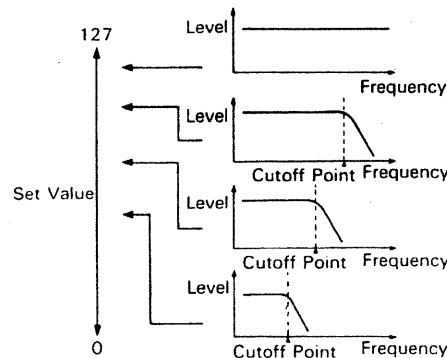 127
Level
Frequency
Level
Cutoff Point Frequency
Set Value
Level
Cutoff Point Frequency
Level
0
Cutoff Point Frequency